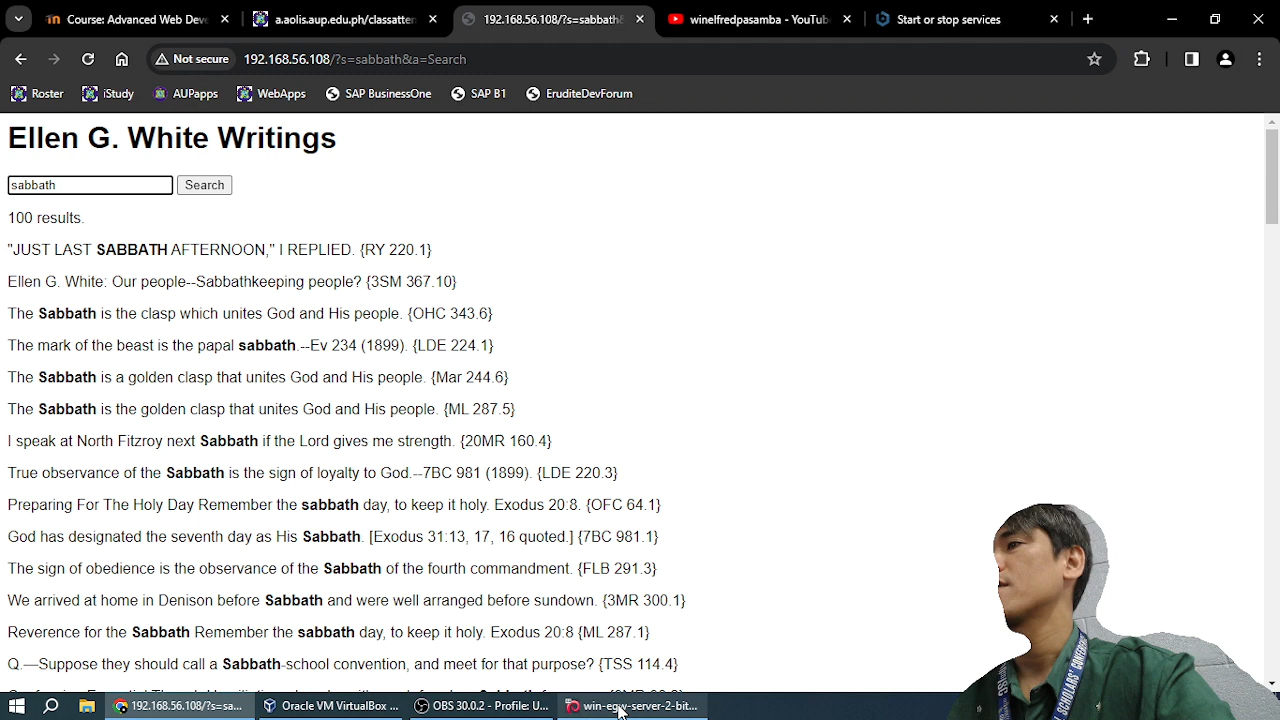 Course: Advanced Web Deve
a.aolis.aup.edu.ph/classatten
192.168.56.108/?s=sabbath&
winelfredpasamba - YouTube
Start or stop services
Not secure
192.168.56.108/?s=sabbath&a=Search
Roster
iStudy
AUPapps
WebApps
SAP BusinessOne
SAP B1
EruditeDevForum
Ellen G. White Writings
sabbath
Search
100 results.
"JUST LAST SABBATH AFTERNOON," I REPLIED. {RY 220.1}
Ellen G. White: Our people--Sabbathkeeping people? {3SM 367.10}
The Sabbath is the clasp which unites God and His people. {OHC 343.6}
The mark of the beast is the papal sabbath.--Ev 234 (1899). {LDE 224.1}
The Sabbath is a golden clasp that unites God and His people. {Mar 244.6}
The Sabbath is the golden clasp that unites God and His people. {ML 287.5}
I speak at North Fitzroy next Sabbath if the Lord gives me strength. {20MR 160.4}
True observance of the Sabbath is the sign of loyalty to God.--7BC 981 (1899). {LDE 220.3}
Preparing For The Holy Day Remember the sabbath day, to keep it holy. Exodus 20:8. {OFC 64.1}
God has designated the seventh day as His Sabbath. [Exodus 31:13, 17, 16 quoted.] {7BC 981.1}
The sign of obedience is the observance of the Sabbath of the fourth commandment. {FLB 291.3}
We arrived at home in Denison before Sabbath and were well arranged before sundown. {3MR 300.1}
Reverence for the Sabbath Remember the sabbath day, to keep it holy. Exodus 20:8 {ML 287.1}
Q.—Suppose they should call a Sabbath-school convention, and meet for that purpose? {TSS 114.4}
192.168.56.108/?s=sa...
Oracle VM VirtualBox ...
OBS 30.0.2 - Profile: U...
win-egw-server-2-bit...